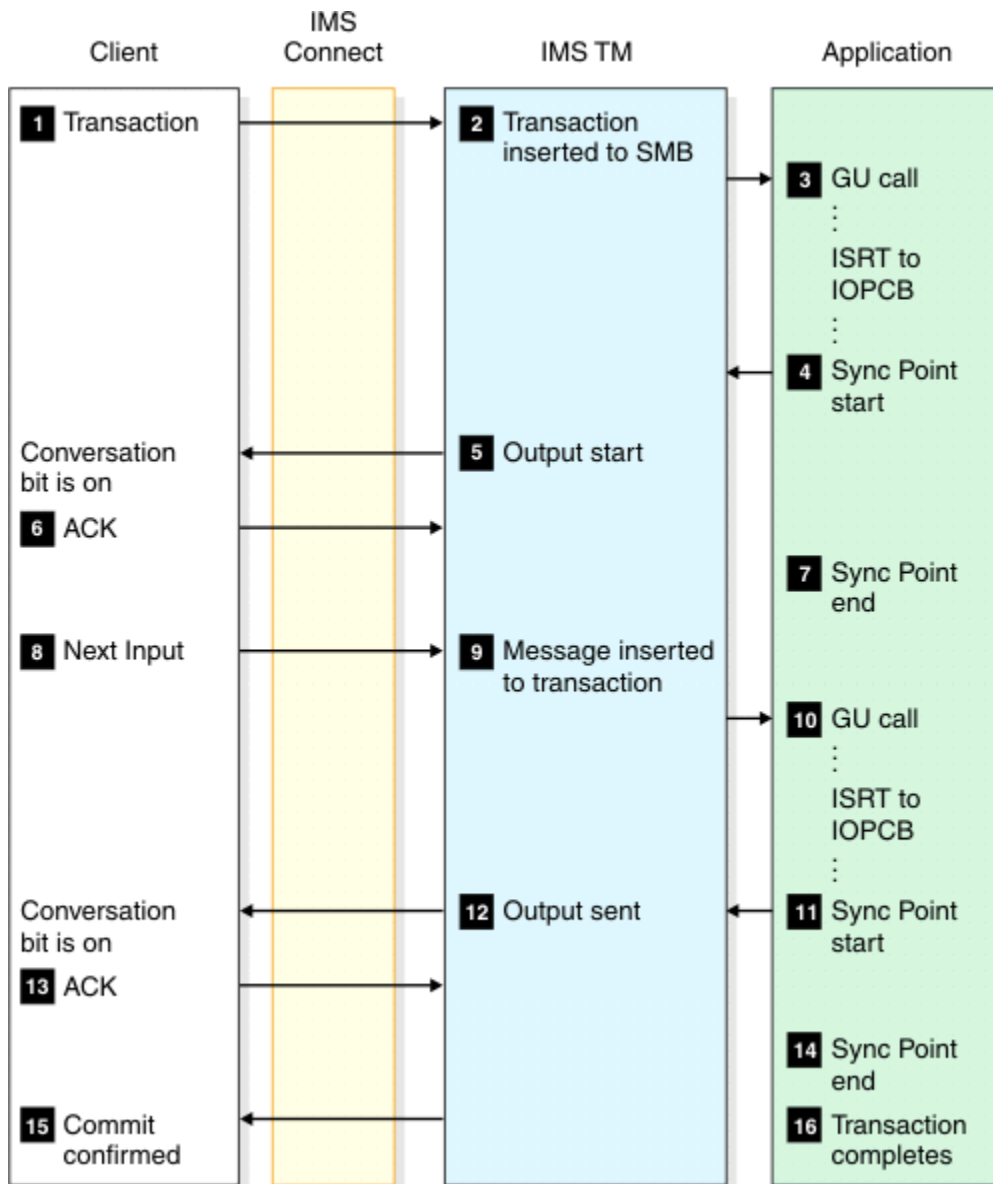 Client
IMS
Connect
IMS TM
Application
1 Transaction
2 Transaction
inserted to SMB
3 GU call
ISRT to
IOPCB
4 Sync Point
start
Conversation
bit is on
5 Output start
6 ACK
7 Sync Point
end
8 Next Input
9 Message inserted
to transaction
10 GU call
ISRT to
IOPCB
Conversation
bit is on
12 Output sent
11 Sync Point
start
13 ACK
14 Sync Point
end
15 Commit
confirmed
16 Transaction
completes